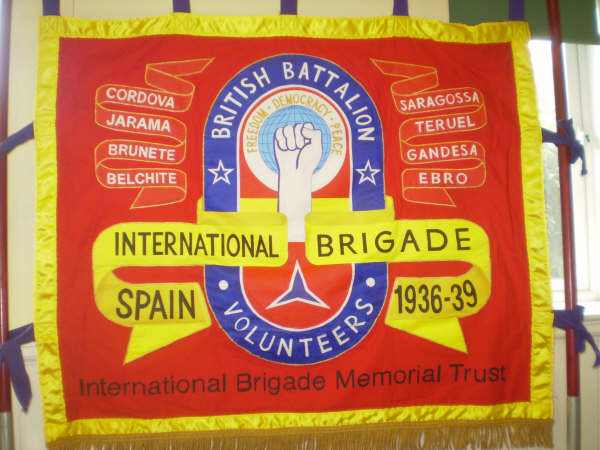 BRITISH BATTALION
FREEDOM · DEMOCRACY · PEACE
CORDOVA
JARAMA
BRUNETE
BELCHITE
SARAGOSSA
TERUEL
GANDESA
EBRO
INTERNATIONAL BRIGADE
SPAIN 1936-39
· VOLUNTEERS ·
International Brigade Memorial Trust